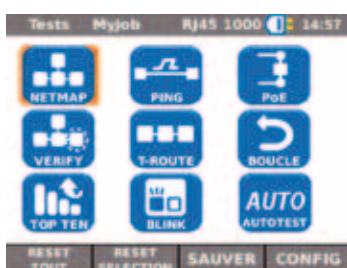 Tests MyJob RJ45 1000 14:57
NETMAP PING PoE
VERIFY T-ROUTE BOUCLE
AUTO
TOP TEN BLINK AUTOTEST
RESET RESET SAUVER CONFIG
TOUT SELECTION